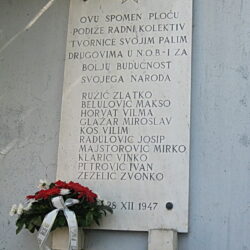 OVU SPOMEN PLOČU
PODIŽE RADNI KOLEKTIV
TVORNICE SVOJIM PALIM
DRUGOVIMA U N.O.B-I ZA
BOLJU BUDUĆNOST
SVOJEGA NARODA
RUŽIĆ ZLATKO
BELULOVIĆ MAKSO
HORVAT VILMA
GLAZAR MIROSLAV
KOS VILIM
RADULOVIĆ JOSIP
MAJSTOROVIĆ MIRKO
KLARIĆ VINKO
PETROVIĆ IVAN
ZEZELIĆ ZVONKO
28 XII 1947